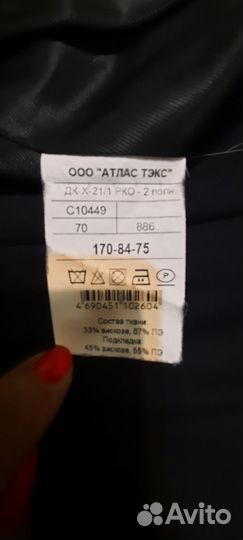 ООО "АТЛАС ТЭКС"
ДК-Х-21/1 РКО - 2 полн.
С10449
70 886
170-84-75
P
4 690451 102604
Состав ткани:
33% вискоза, 67% ПЭ
Подкладка:
45% вискоза, 55% ПЭ
Avito